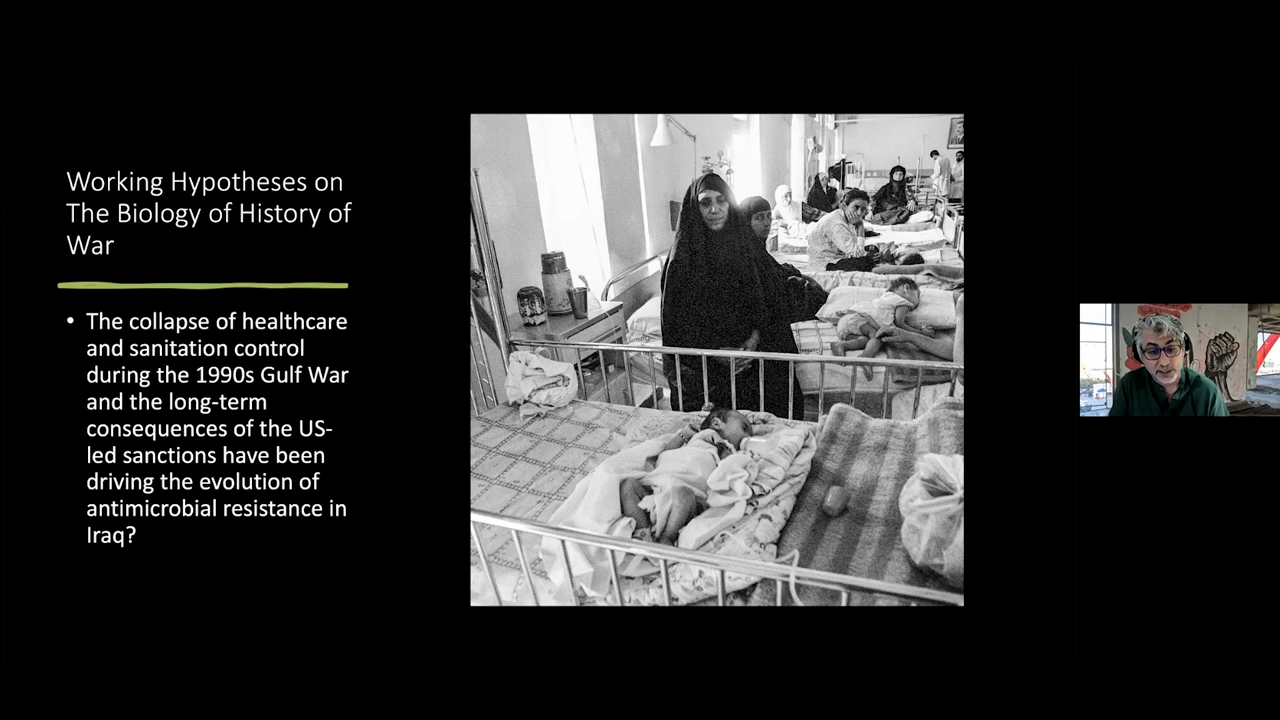 Working Hypotheses on
The Biology of History of
War
• The collapse of healthcare
and sanitation control
during the 1990s Gulf War
and the long-term
consequences of the US-
led sanctions have been
driving the evolution of
antimicrobial resistance in
Iraq?